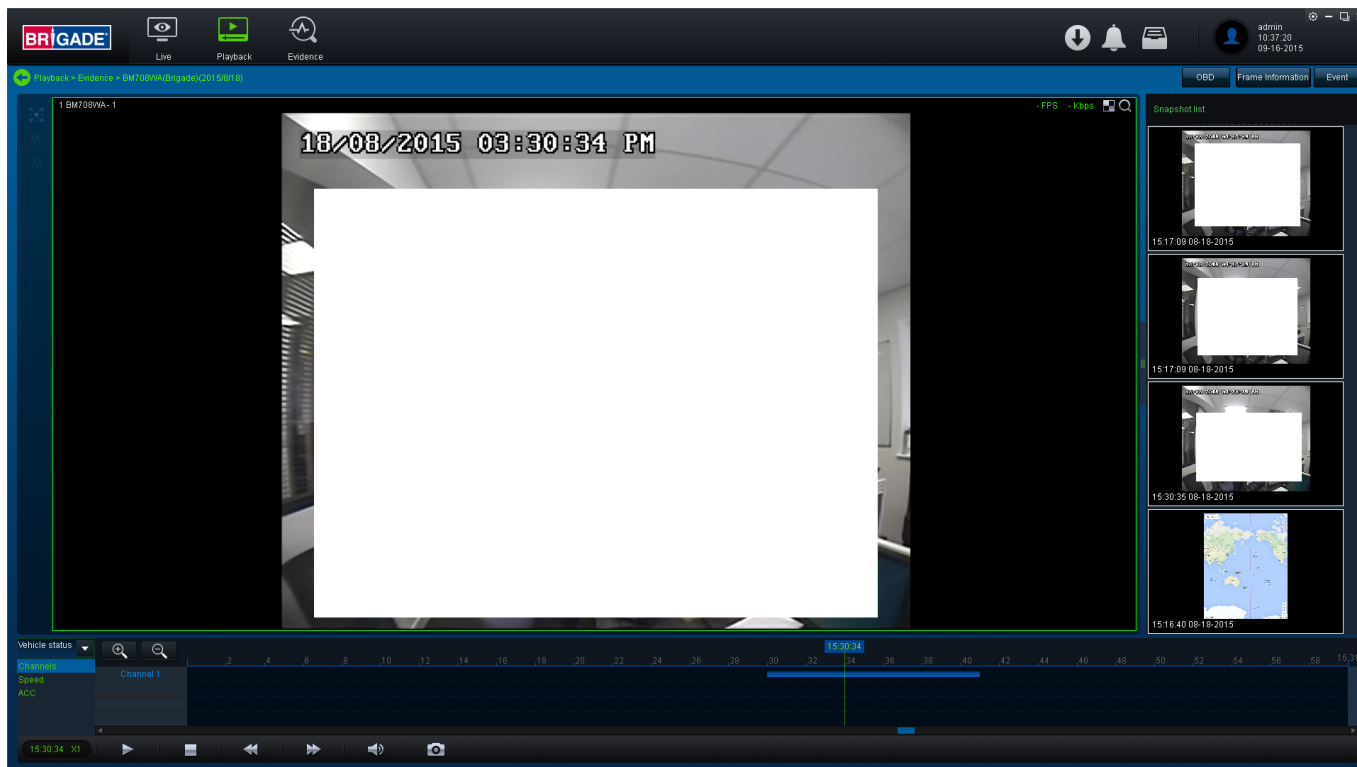 BRIGADE
Live
Playback
Evidence
admin
10:37:20
09-16-2015
Playback > Evidence > BM708WA(Brigade)(2015/8/18)
OBD
Frame Information
Event
1 BM708WA- 1
- FPS - Kbps
Snapshot list
18/08/2015 03:30:34 PM
15:17:09 08-18-2015
15:17:09 08-18-2015
15:30:35 08-18-2015
15:16:40 08-18-2015
Vehicle status
15:30:34
,2 ,4 ,6 ,8 ,10 ,12 ,14 ,16 ,18 ,20 ,22 ,24 ,26 ,28 ,30 ,32 ,34 ,36 ,38 ,40 ,42 ,44 ,46 ,48 ,50 ,52 ,54 ,56 ,58 15:31
Channels
Channel 1
Speed
ACC
15:30:34 X1